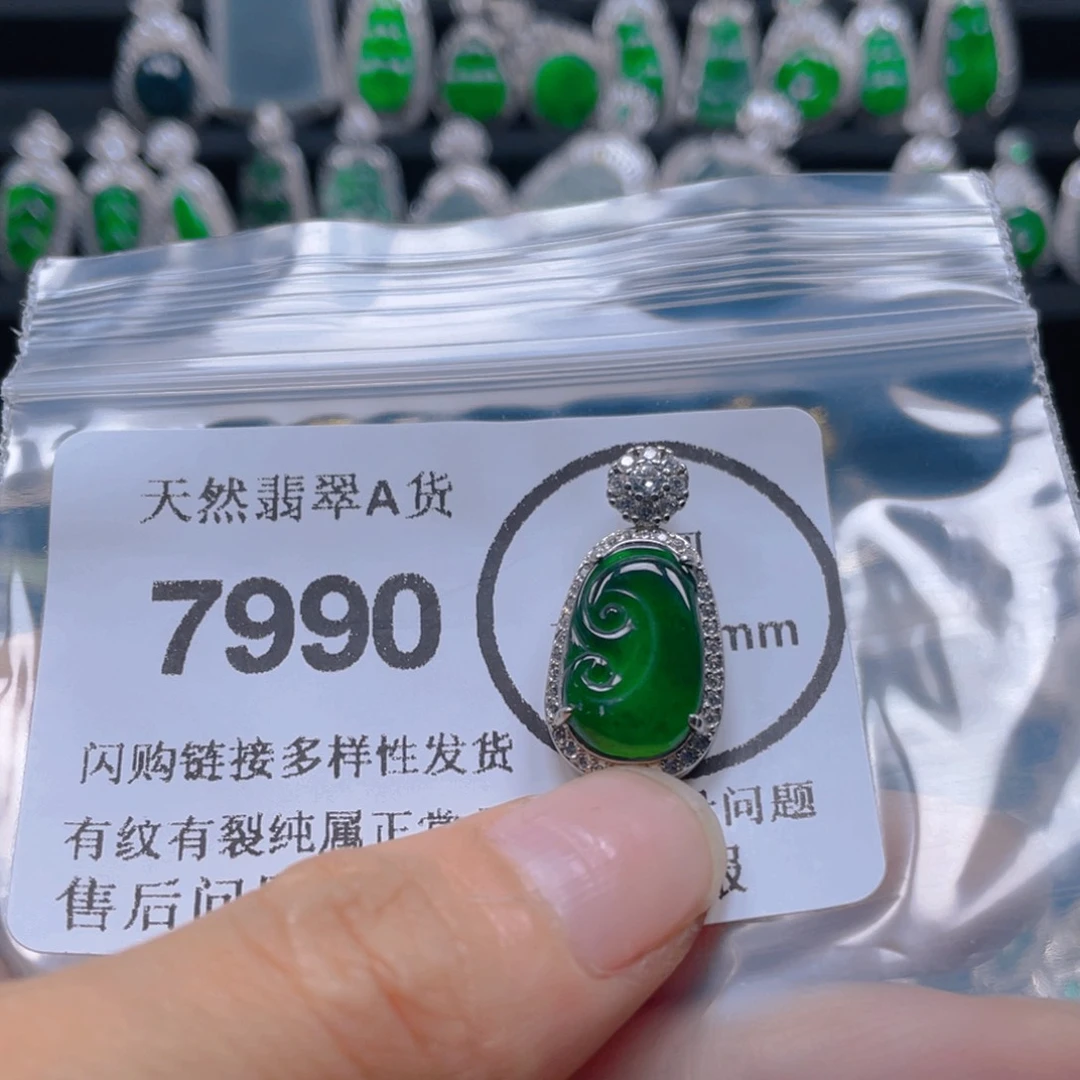 天然翡翠A货
7990
mm
闪购链接多样性发货
有纹有裂纯属正常
问题
售后问